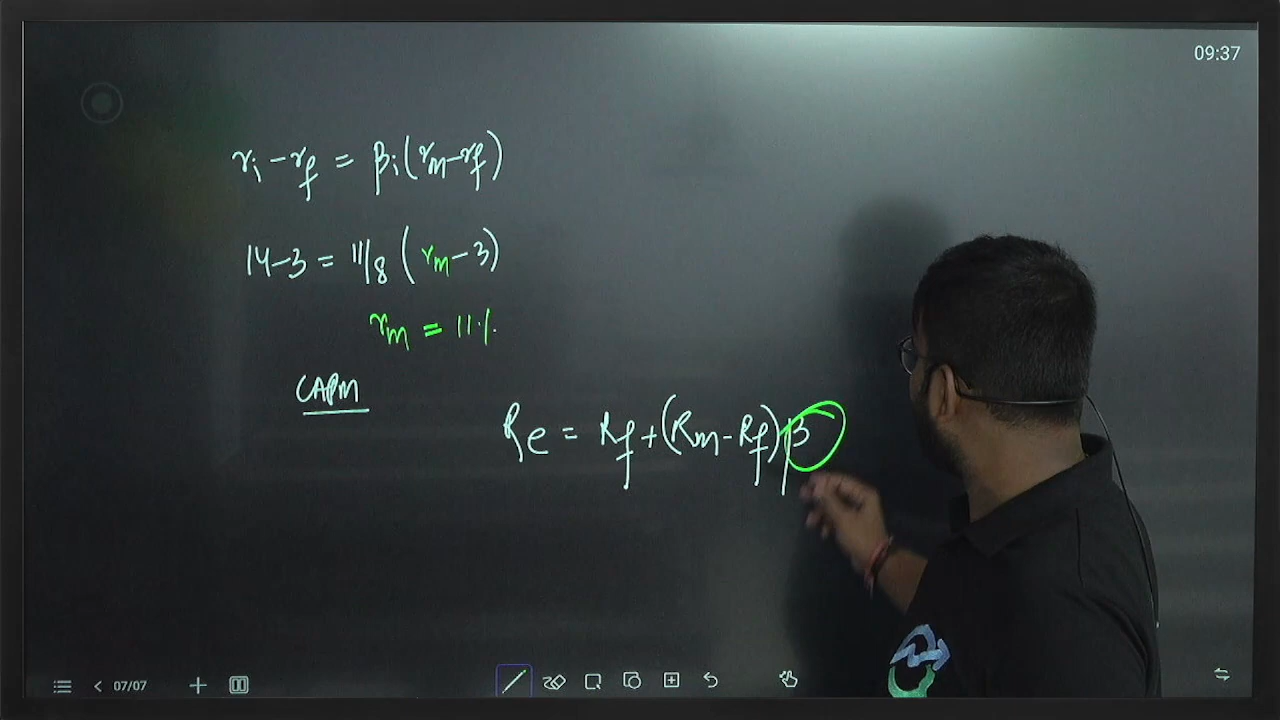 09:37
ri - rf = βi(rm-rf)
14-3 = 11/8 (rm-3)
rm = 11%
CAPM
Re = Rf+(Rm-Rf)β
07/07